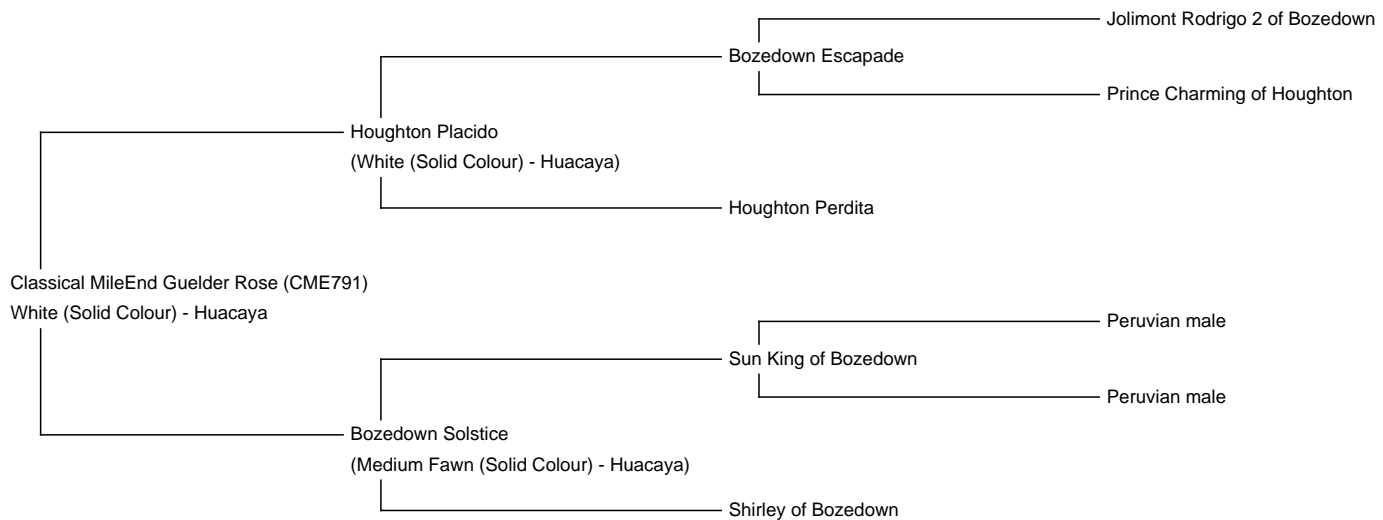 Jolimont Rodrigo 2 of Bozedown
Bozedown Escapade
Prince Charming of Houghton
Houghton Placido
(White (Solid Colour) - Huacaya)
Houghton Perdita
Classical MileEnd Guelder Rose (CME791)
White (Solid Colour) - Huacaya
Peruvian male
Sun King of Bozedown
Peruvian male
Bozedown Solstice
(Medium Fawn (Solid Colour) - Huacaya)
Shirley of Bozedown